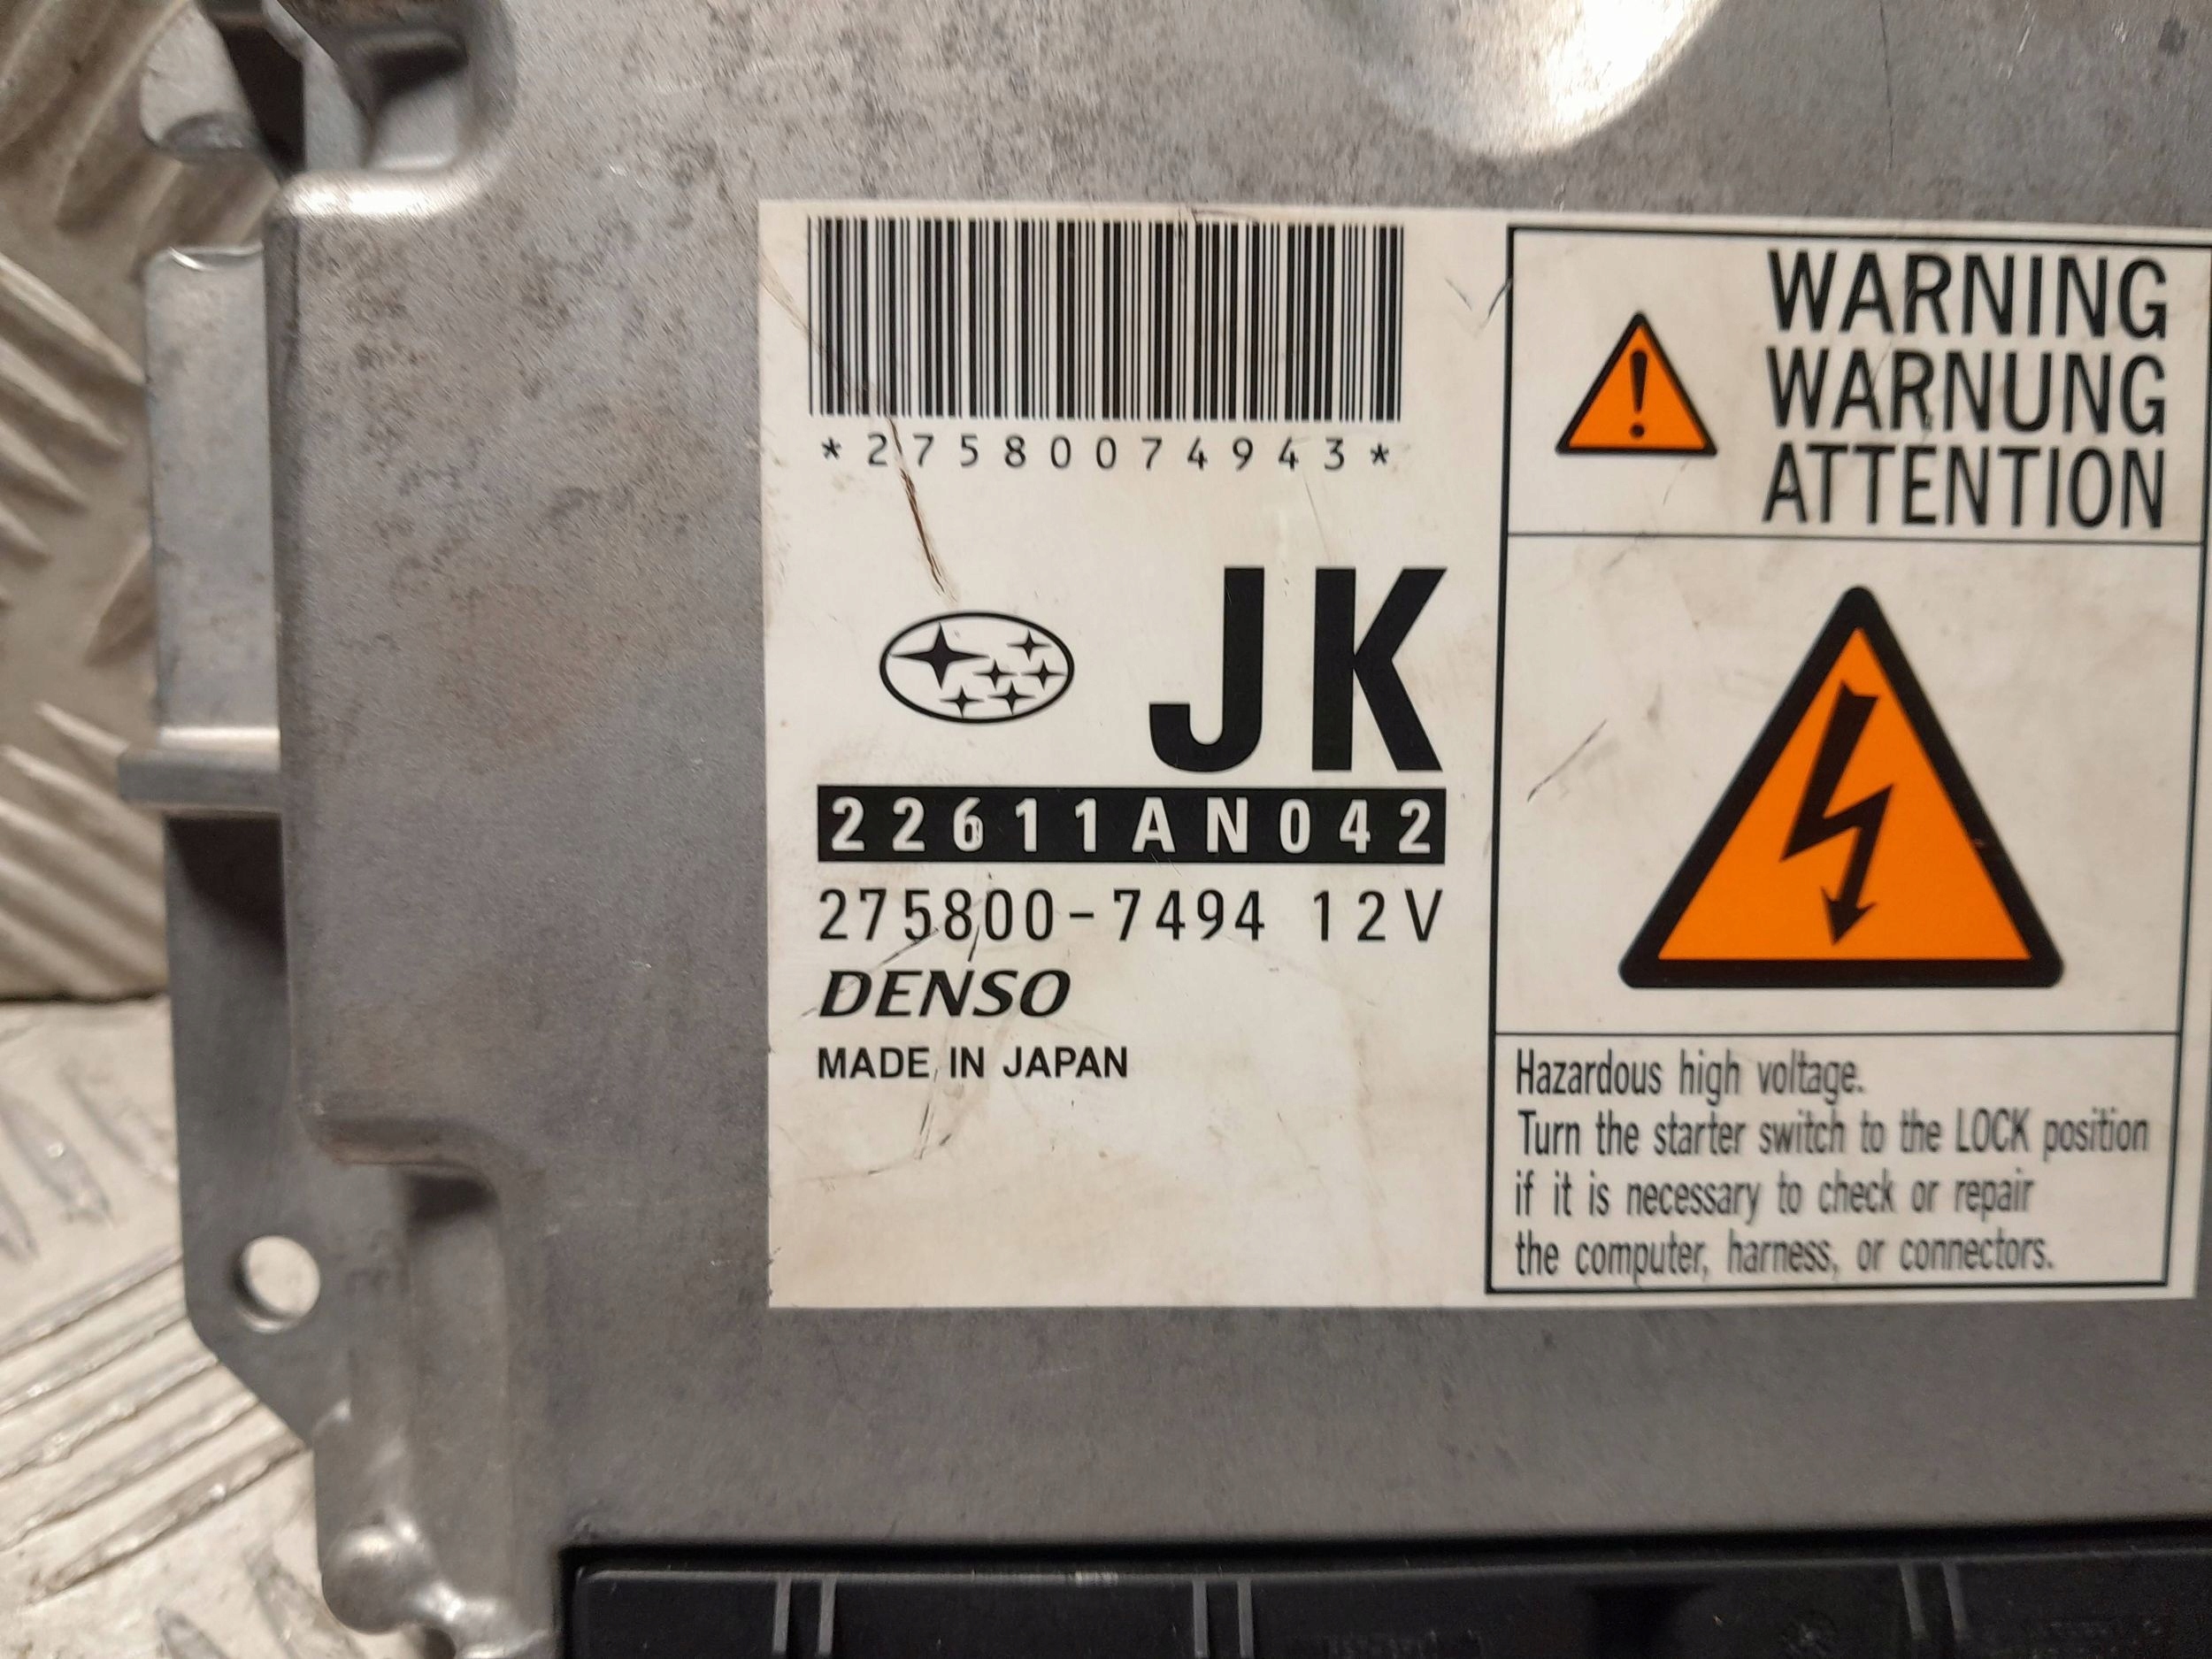 *27580074943*
JK
22611AN042
275800-7494 12V
DENSO
MADE IN JAPAN
WARNING
WARNUNG
ATTENTION
Hazardous high voltage.
Turn the starter switch to the LOCK position
if it is necessary to check or repair
the computer, harness, or connectors.